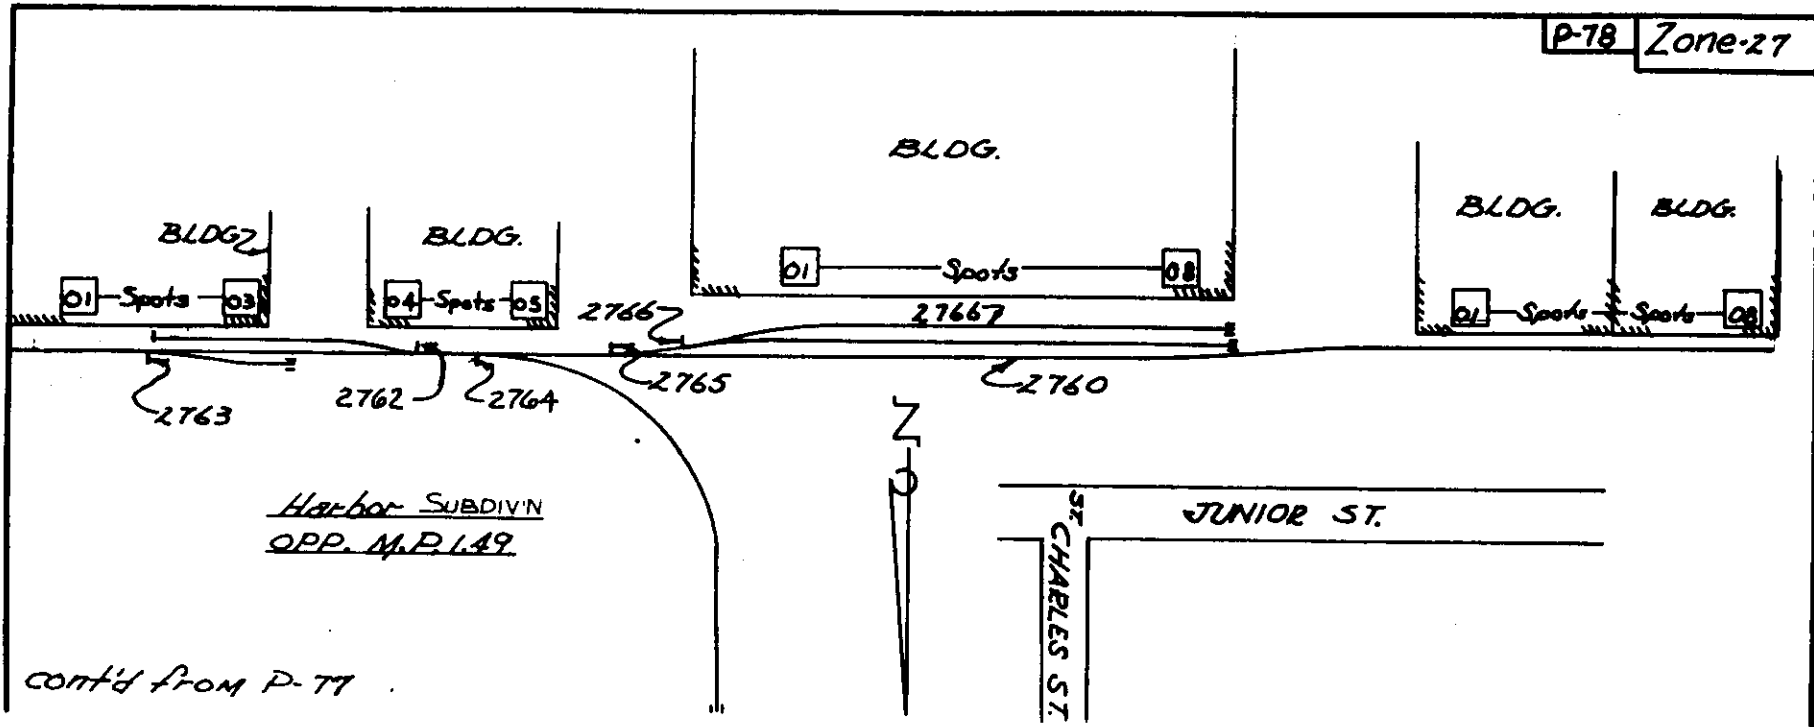 P-78 Zone-27
BLDG.
BLDG
BLDG.
BLDG.
BLDG.
01 Spots 03
04 Spots 05
01 Spots 08
01 Spots Spots 08
2766
27667
2763
2762
2764
2765
2760
N
Harbor SUBDIV'N
OPP. M.P. 1.49
JUNIOR ST.
ST. CHARLES ST.
cont'd from P-77